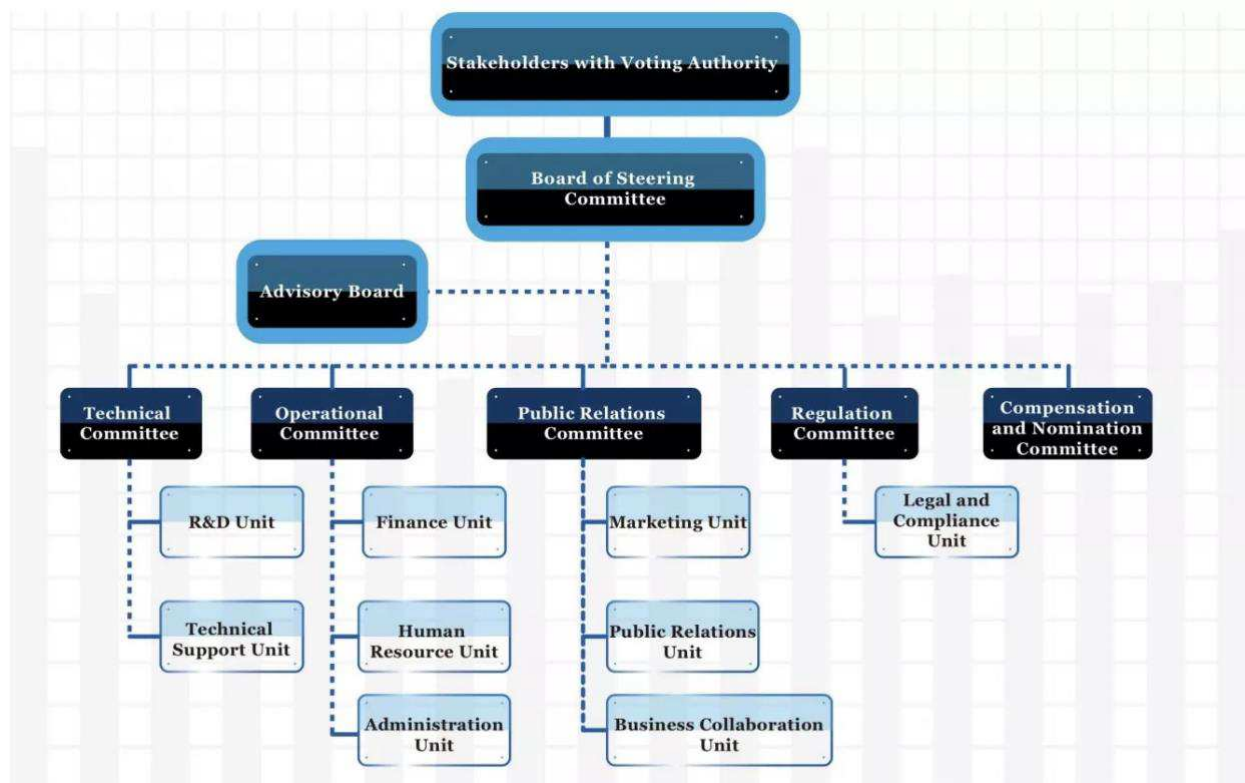 Stakeholders with Voting Authority
Board of Steering
Committee
Advisory Board
Technical
Committee
Operational
Committee
Public Relations
Committee
Regulation
Committee
Compensation
and Nomination
Committee
R&D Unit
Finance Unit
Marketing Unit
Legal and
Compliance
Unit
Technical
Support Unit
Human
Resource Unit
Public Relations
Unit
Administration
Unit
Business Collaboration
Unit